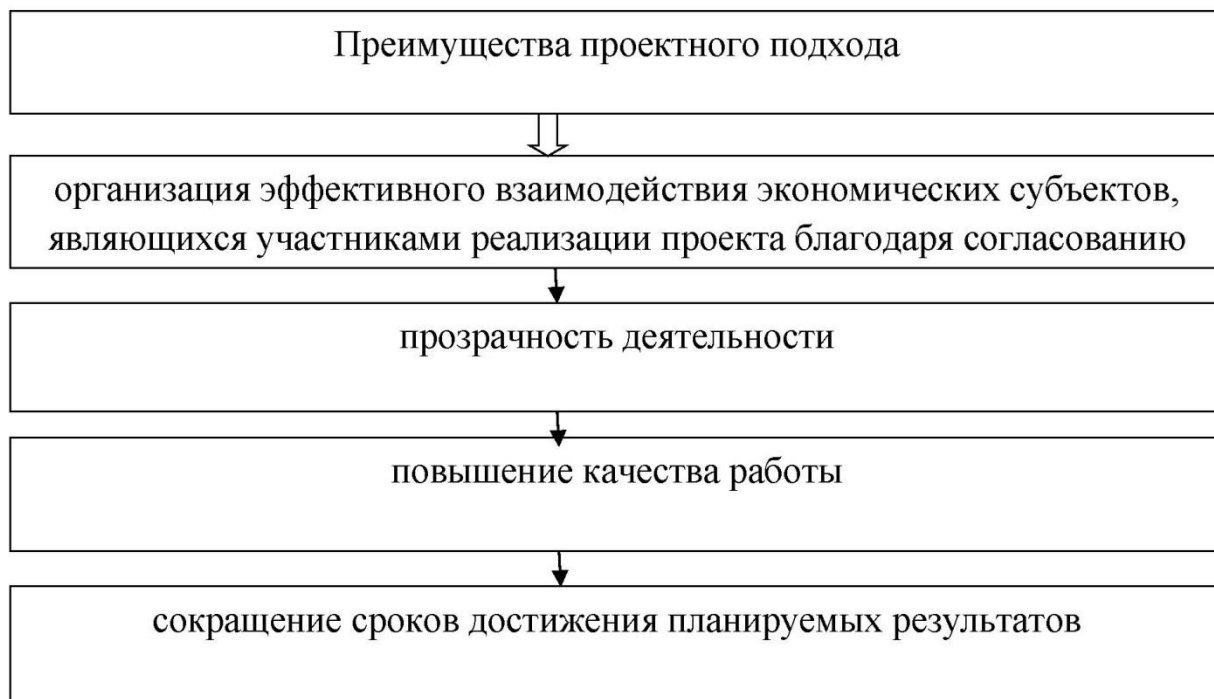 Преимущества проектного подхода
организация эффективного взаимодействия экономических субъектов,
являющихся участниками реализации проекта благодаря согласованию
прозрачность деятельности
повышение качества работы
сокращение сроков достижения планируемых результатов